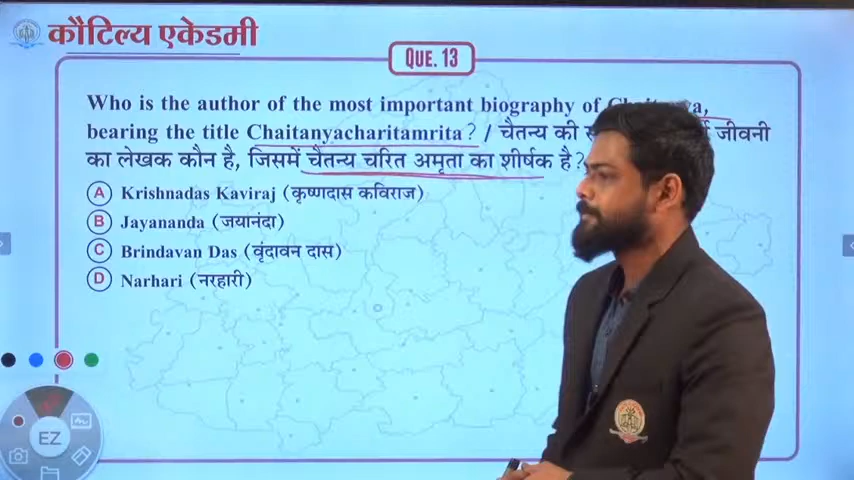 कौटिल्य एकेडमी
QUE. 13
Who is the author of the most important biography of
bearing the title Chaitanyacharitamrita? / चैतन्य की जीवनी
का लेखक कौन है, जिसमें चैतन्य चरित अमृता का शीर्षक है?
A Krishnadas Kaviraj (कृष्णदास कविराज)
B Jayananda (जयानंदा)
C Brindavan Das (वृंदावन दास)
D Narhari (नरहारी)
EZ